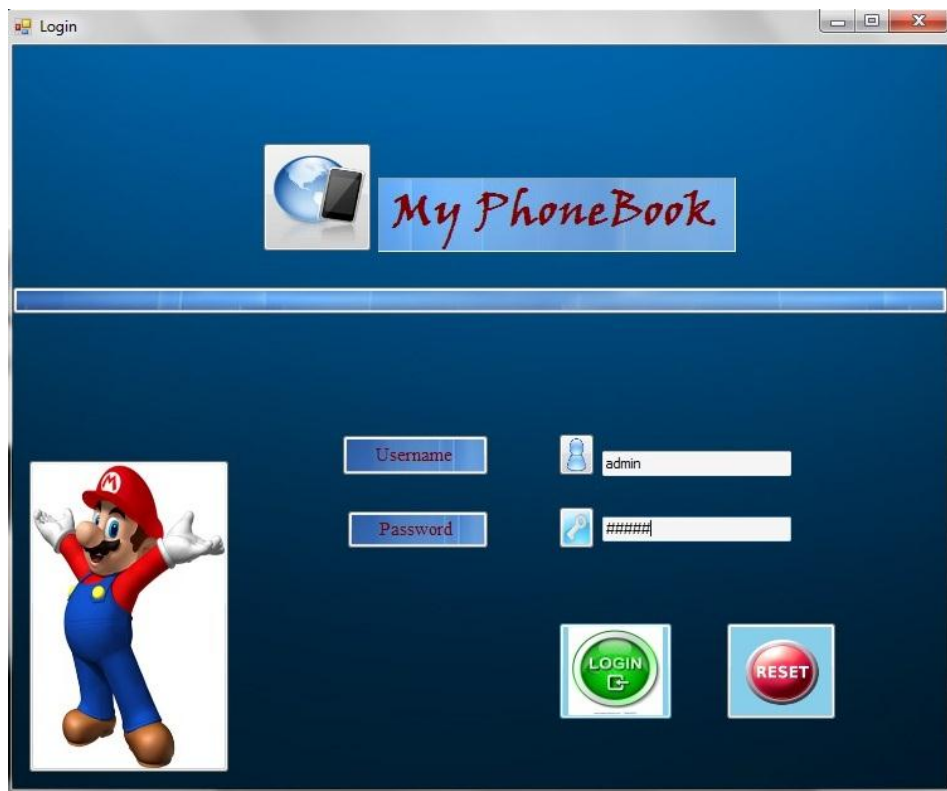 Login
My PhoneBook
Username
admin
Password
#####
LOGIN
RESET
M